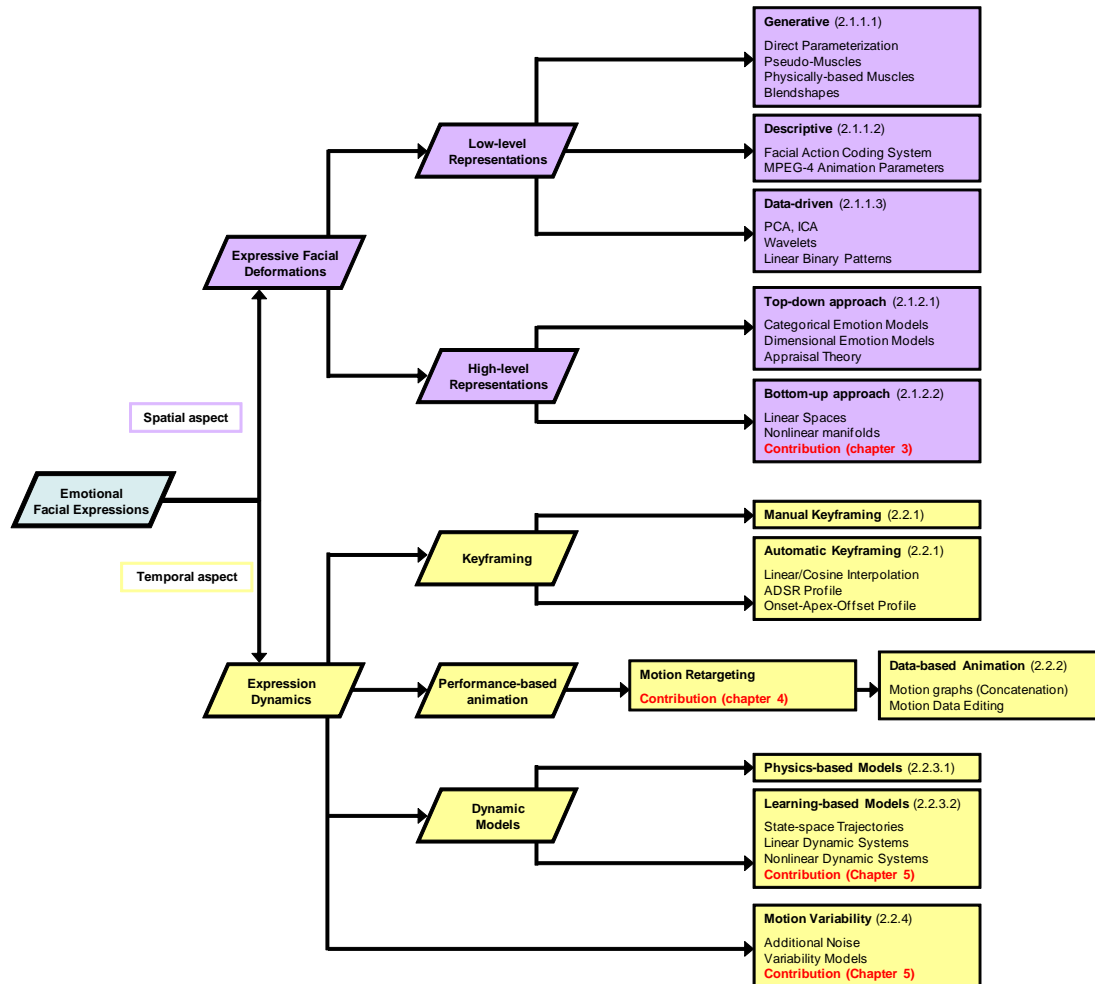 Generative (2.1.1.1)
Direct Parameterization
Pseudo-Muscles
Physically-based Muscles
Blendshapes
Low-level
Representations
Descriptive (2.1.1.2)
Facial Action Coding System
MPEG-4 Animation Parameters
Data-driven (2.1.1.3)
PCA, ICA
Wavelets
Linear Binary Patterns
Expressive Facial
Deformations
Top-down approach (2.1.2.1)
Categorical Emotion Models
Dimensional Emotion Models
Appraisal Theory
High-level
Representations
Bottom-up approach (2.1.2.2)
Linear Spaces
Nonlinear manifolds
Contribution (chapter 3)
Spatial aspect
Emotional
Facial Expressions
Temporal aspect
Manual Keyframing (2.2.1)
Keyframing
Automatic Keyframing (2.2.1)
Linear/Cosine Interpolation
ADSR Profile
Onset-Apex-Offset Profile
Expression
Dynamics
Performance-based
animation
Motion Retargeting
Contribution (chapter 4)
Data-based Animation (2.2.2)
Motion graphs (Concatenation)
Motion Data Editing
Physics-based Models (2.2.3.1)
Dynamic
Models
Learning-based Models (2.2.3.2)
State-space Trajectories
Linear Dynamic Systems
Nonlinear Dynamic Systems
Contribution (Chapter 5)
Motion Variability (2.2.4)
Additional Noise
Variability Models
Contribution (Chapter 5)